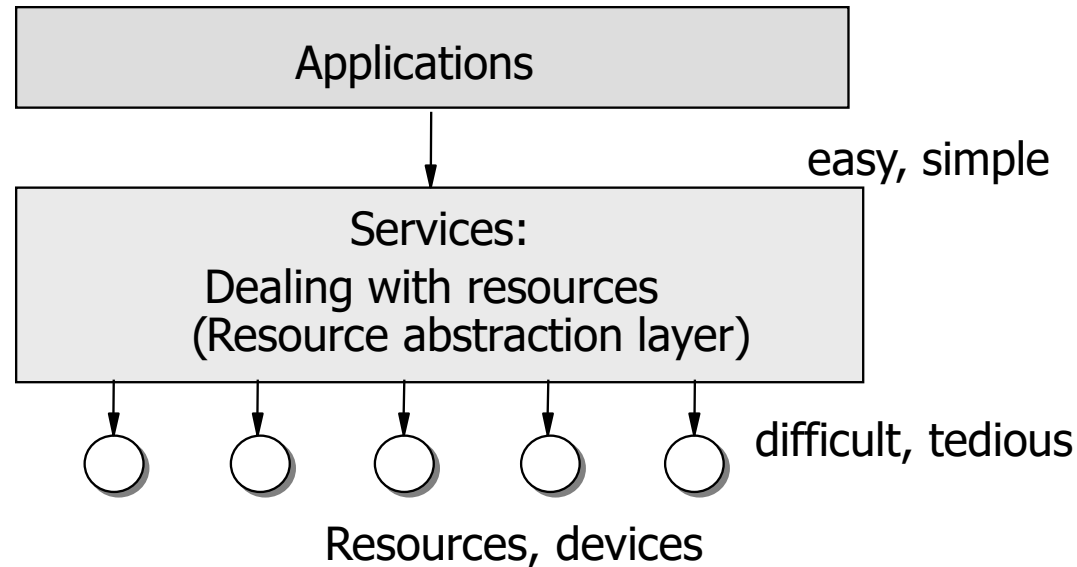 Applications
easy, simple
Services:
Dealing with resources
(Resource abstraction layer)
difficult, tedious
Resources, devices